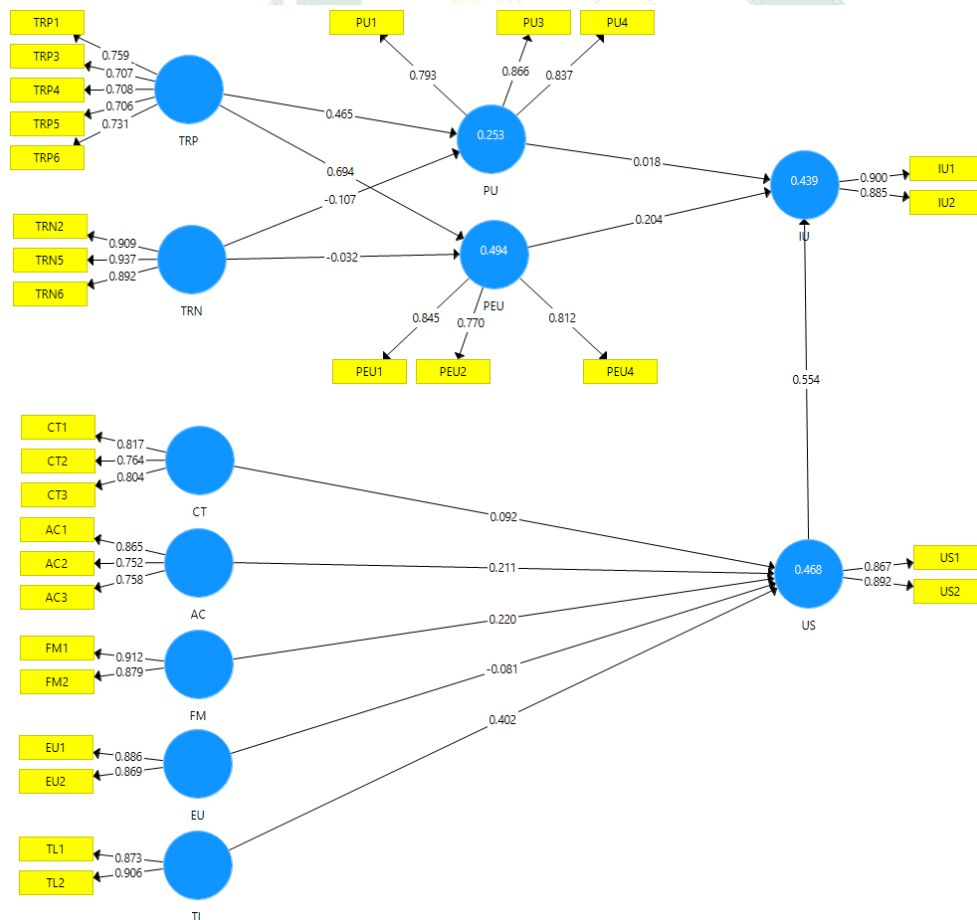 TRP1
TRP3
TRP4
TRP5
TRP6
0.759
0.707
0.708
0.706
0.731
TRP
PU1
PU3
PU4
0.793
0.866
0.837
0.465
0.253
PU
0.694
-0.107
0.018
0.439
IU
0.900
0.885
IU1
IU2
TRN2
TRN5
TRN6
0.909
0.937
0.892
TRN
-0.032
0.494
PEU
0.204
0.845
0.770
0.812
PEU1
PEU2
PEU4
0.554
CT1
CT2
CT3
0.817
0.764
0.804
CT
0.092
AC1
AC2
AC3
0.865
0.752
0.758
AC
0.211
0.468
US
0.867
0.892
US1
US2
FM1
FM2
0.912
0.879
FM
0.220
EU1
EU2
0.886
0.869
EU
-0.081
TL1
TL2
0.873
0.906
TL
0.402